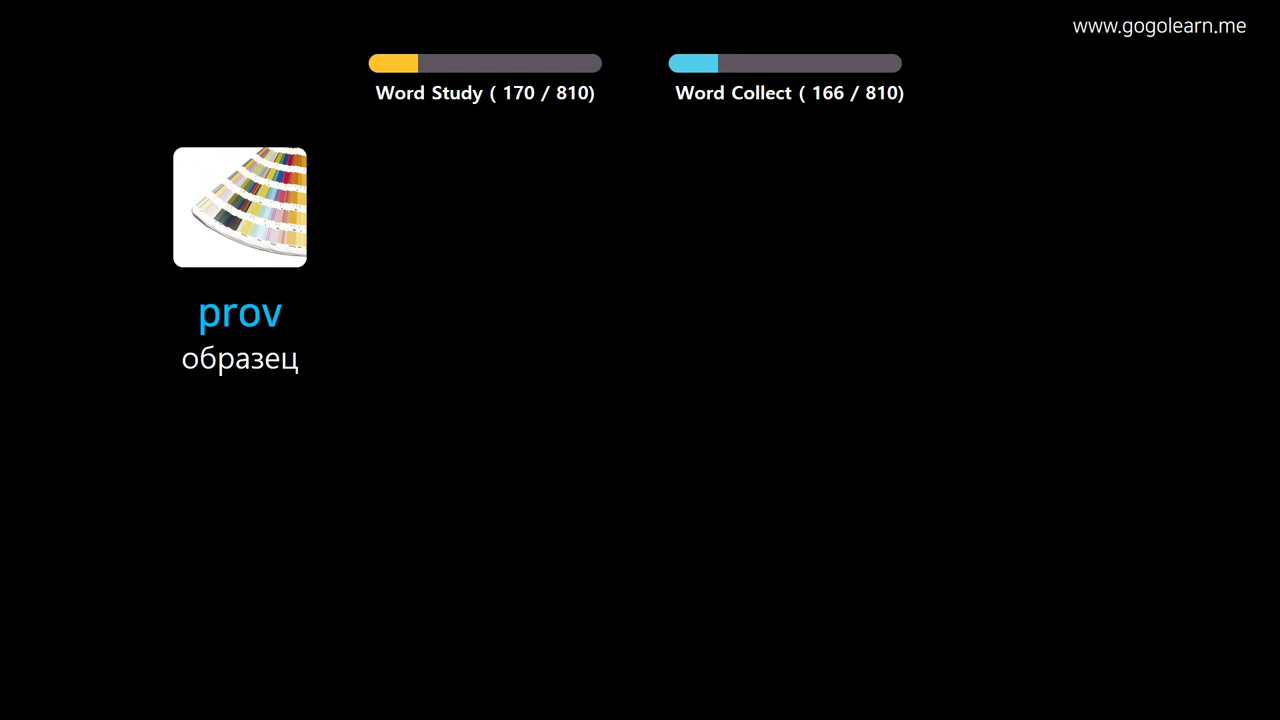 www.gogolearn.me
Word Study ( 170 / 810)
Word Collect ( 166 / 810)
prov
образец